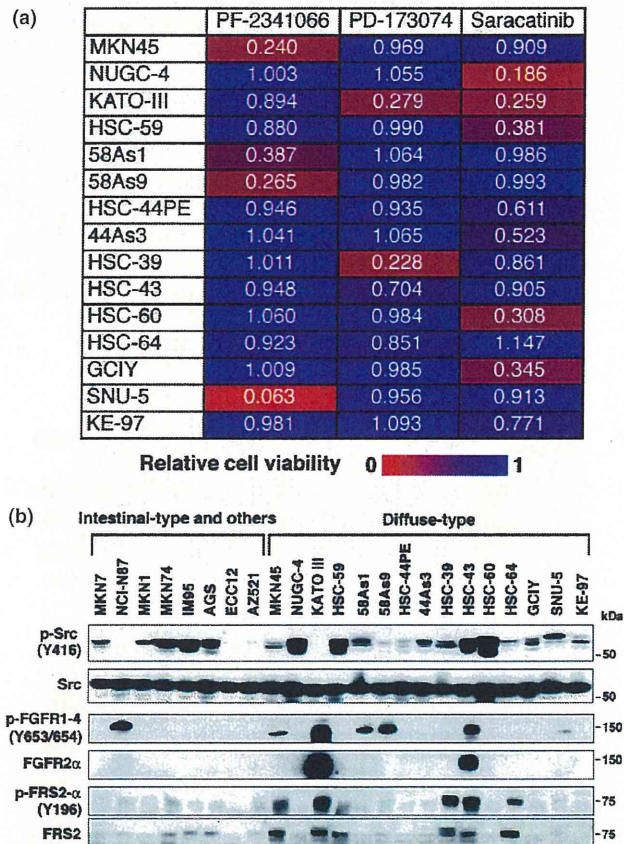 (a)
PF-2341066 PD-173074 Saracatinib
MKN45 0.240 0.969 0.909
NUGC-4 1.003 1.055 0.186
KATO-III 0.894 0.279 0.259
HSC-59 0.880 0.990 0.381
58As1 0.387 1.064 0.986
58As9 0.265 0.982 0.993
HSC-44PE 0.946 0.935 0.611
44As3 1.041 1.065 0.523
HSC-39 1.011 0.228 0.861
HSC-43 0.948 0.704 0.905
HSC-60 1.060 0.984 0.308
HSC-64 0.923 0.851 1.147
GCIY 1.009 0.985 0.345
SNU-5 0.063 0.956 0.913
KE-97 0.981 1.093 0.771
Relative cell viability 0 1
(b)
Intestinal-type and others Diffuse-type
MKN7 NCI-N87 MKN1 MKN74 IM95 AGS ECC12 AZ521 MKN45 NUGC-4 KATO III HSC-59 58As1 58As9 HSC-44PE 44As3 HSC-39 HSC-43 HSC-60 HSC-64 GCIY SNU-5 KE-97
kDa
p-Src
(Y416) -50
Src -50
p-FGFR1-4
(Y653/654) -150
FGFR2α -150
p-FRS2-α
(Y196) -75
FRS2 -75